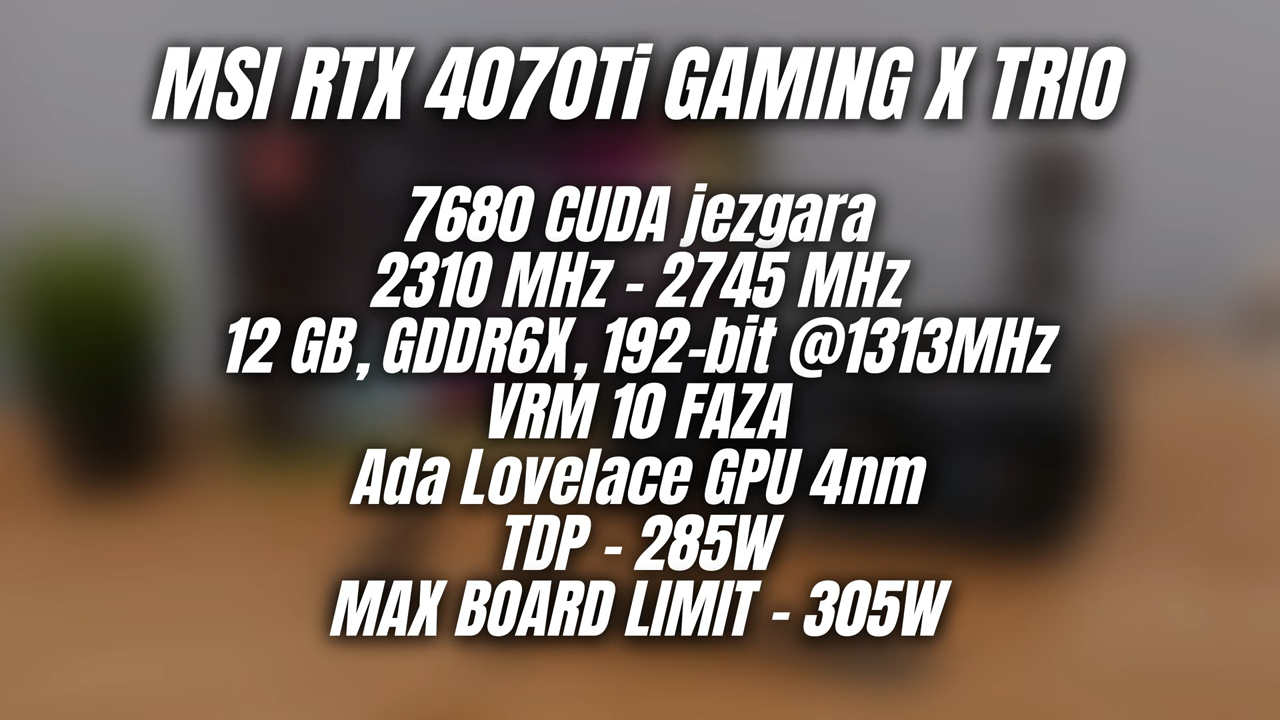 MSI RTX 4070Ti GAMING X TRIO
7680 CUDA jezgara
2310 MHz - 2745 MHz
12 GB, GDDR6X, 192-bit @1313MHz
VRM 10 FAZA
Ada Lovelace GPU 4nm
TDP - 285W
MAX BOARD LIMIT - 305W